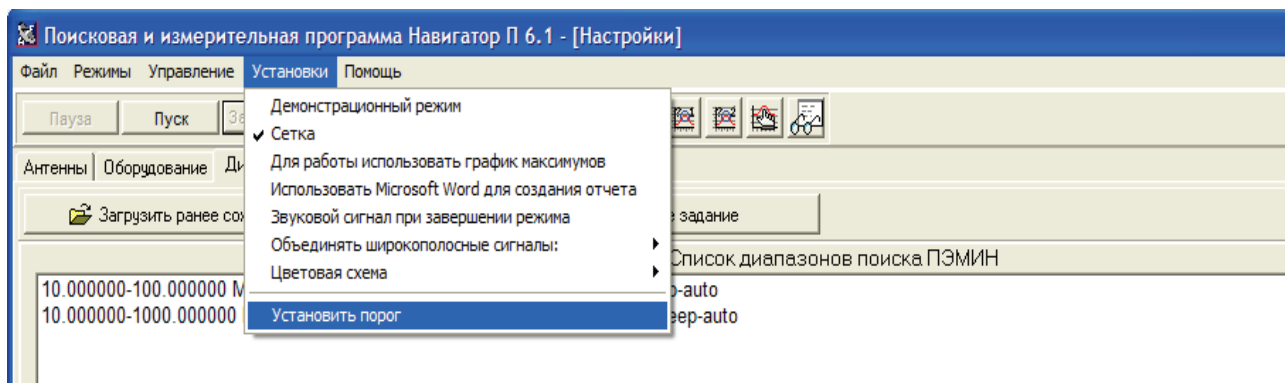 Поисковая и измерительная программа Навигатор П 6.1 - [Настройки]
Файл Режимы Управление Установки Помощь
Пауза Пуск
Демонстрационный режим
Сетка
Для работы использовать график максимумов
Использовать Microsoft Word для создания отчета
Звуковой сигнал при завершении режима
Объединять широкополосные сигналы:
Цветовая схема
Установить порог
Антенны Оборудование Ди
Загрузить ранее сох задание
Список диапазонов поиска ПЭМИН
10.000000-100.000000 М p-auto
10.000000-1000.000000 eep-auto